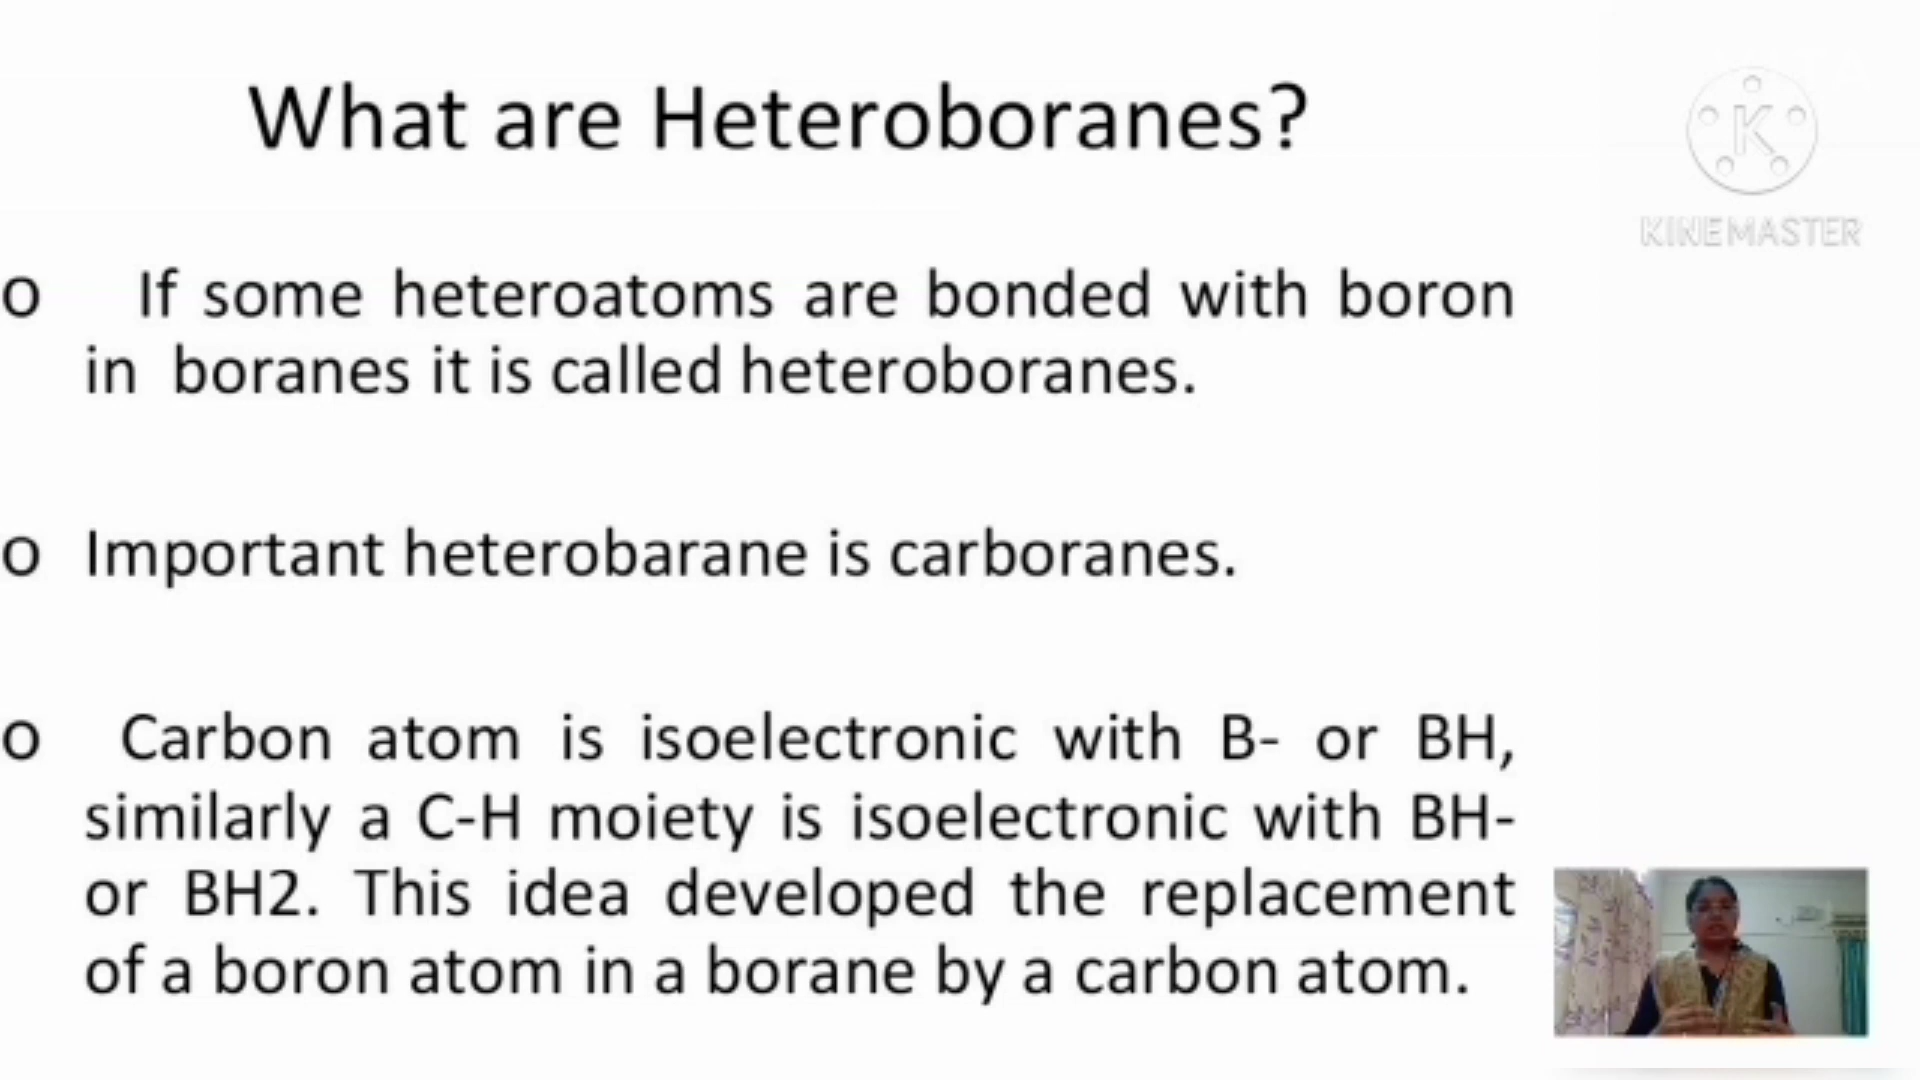 What are Heteroboranes?
K
KINEMASTER
o If some heteroatoms are bonded with boron
in boranes it is called heteroboranes.
o Important heterobarane is carboranes.
o Carbon atom is isoelectronic with B- or BH,
similarly a C-H moiety is isoelectronic with BH-
or BH2. This idea developed the replacement
of a boron atom in a borane by a carbon atom.